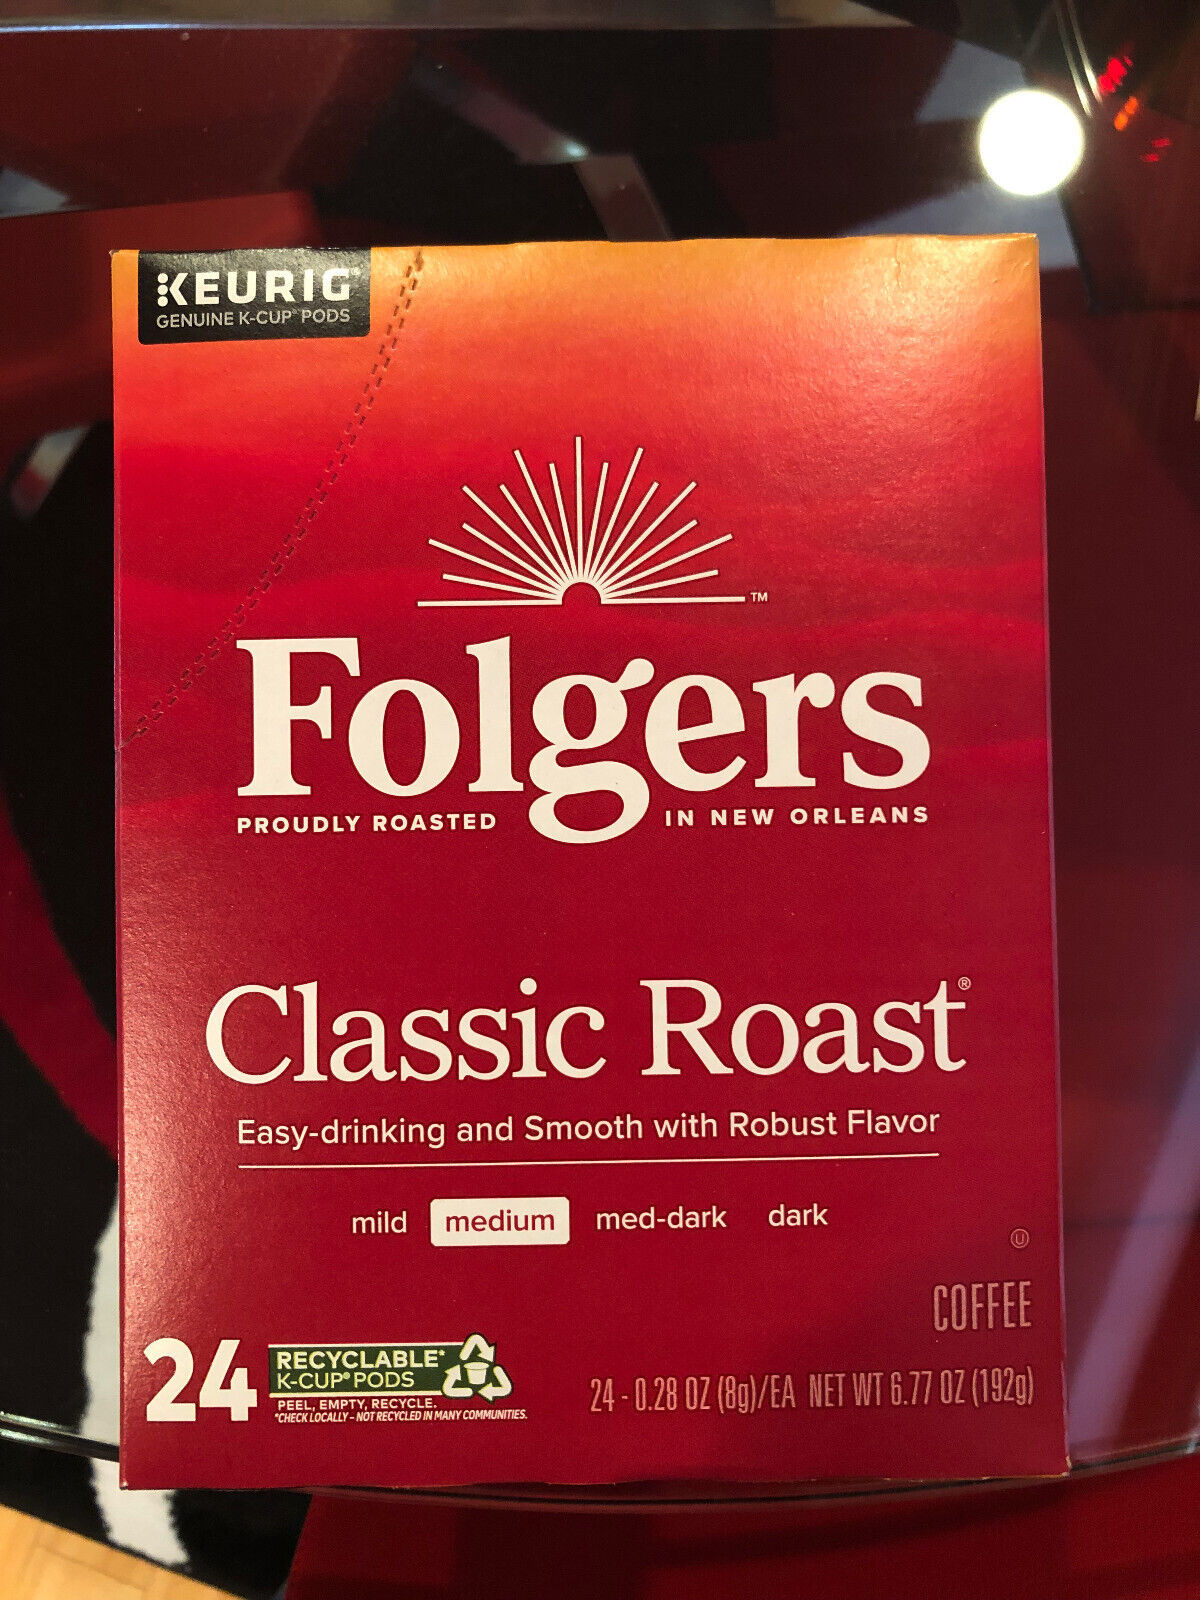 KEURIG®
GENUINE K-CUP® PODS
™
Folgers
PROUDLY ROASTED IN NEW ORLEANS
Classic Roast®
Easy-drinking and Smooth with Robust Flavor
mild medium med-dark dark
Ⓤ
COFFEE
24 RECYCLABLE*
K-CUP® PODS
PEEL, EMPTY, RECYCLE.
*CHECK LOCALLY - NOT RECYCLED IN MANY COMMUNITIES.
24 - 0.28 OZ (8g)/EA NET WT 6.77 OZ (192g)